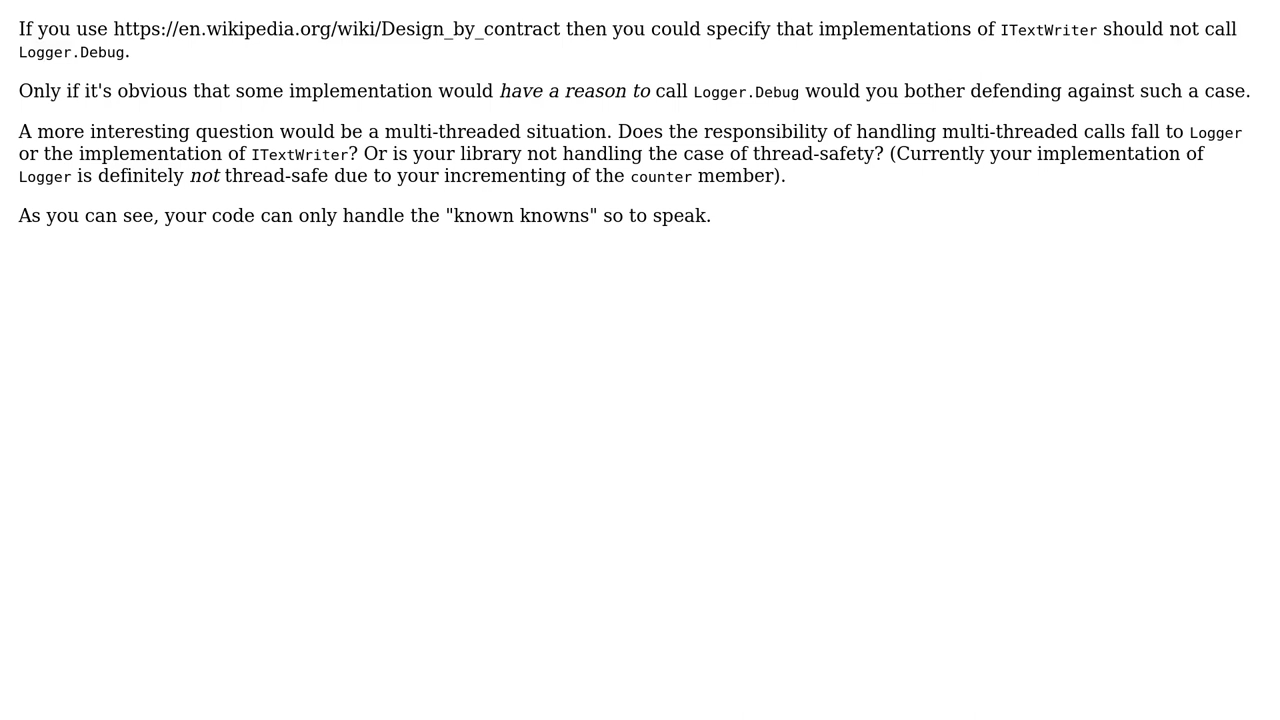 If you use https://en.wikipedia.org/wiki/Design_by_contract then you could specify that implementations of ITextWriter should not call
Logger.Debug.
Only if it's obvious that some implementation would have a reason to call Logger.Debug would you bother defending against such a case.
A more interesting question would be a multi-threaded situation. Does the responsibility of handling multi-threaded calls fall to Logger
or the implementation of ITextWriter? Or is your library not handling the case of thread-safety? (Currently your implementation of
Logger is definitely not thread-safe due to your incrementing of the counter member).
As you can see, your code can only handle the "known knowns" so to speak.